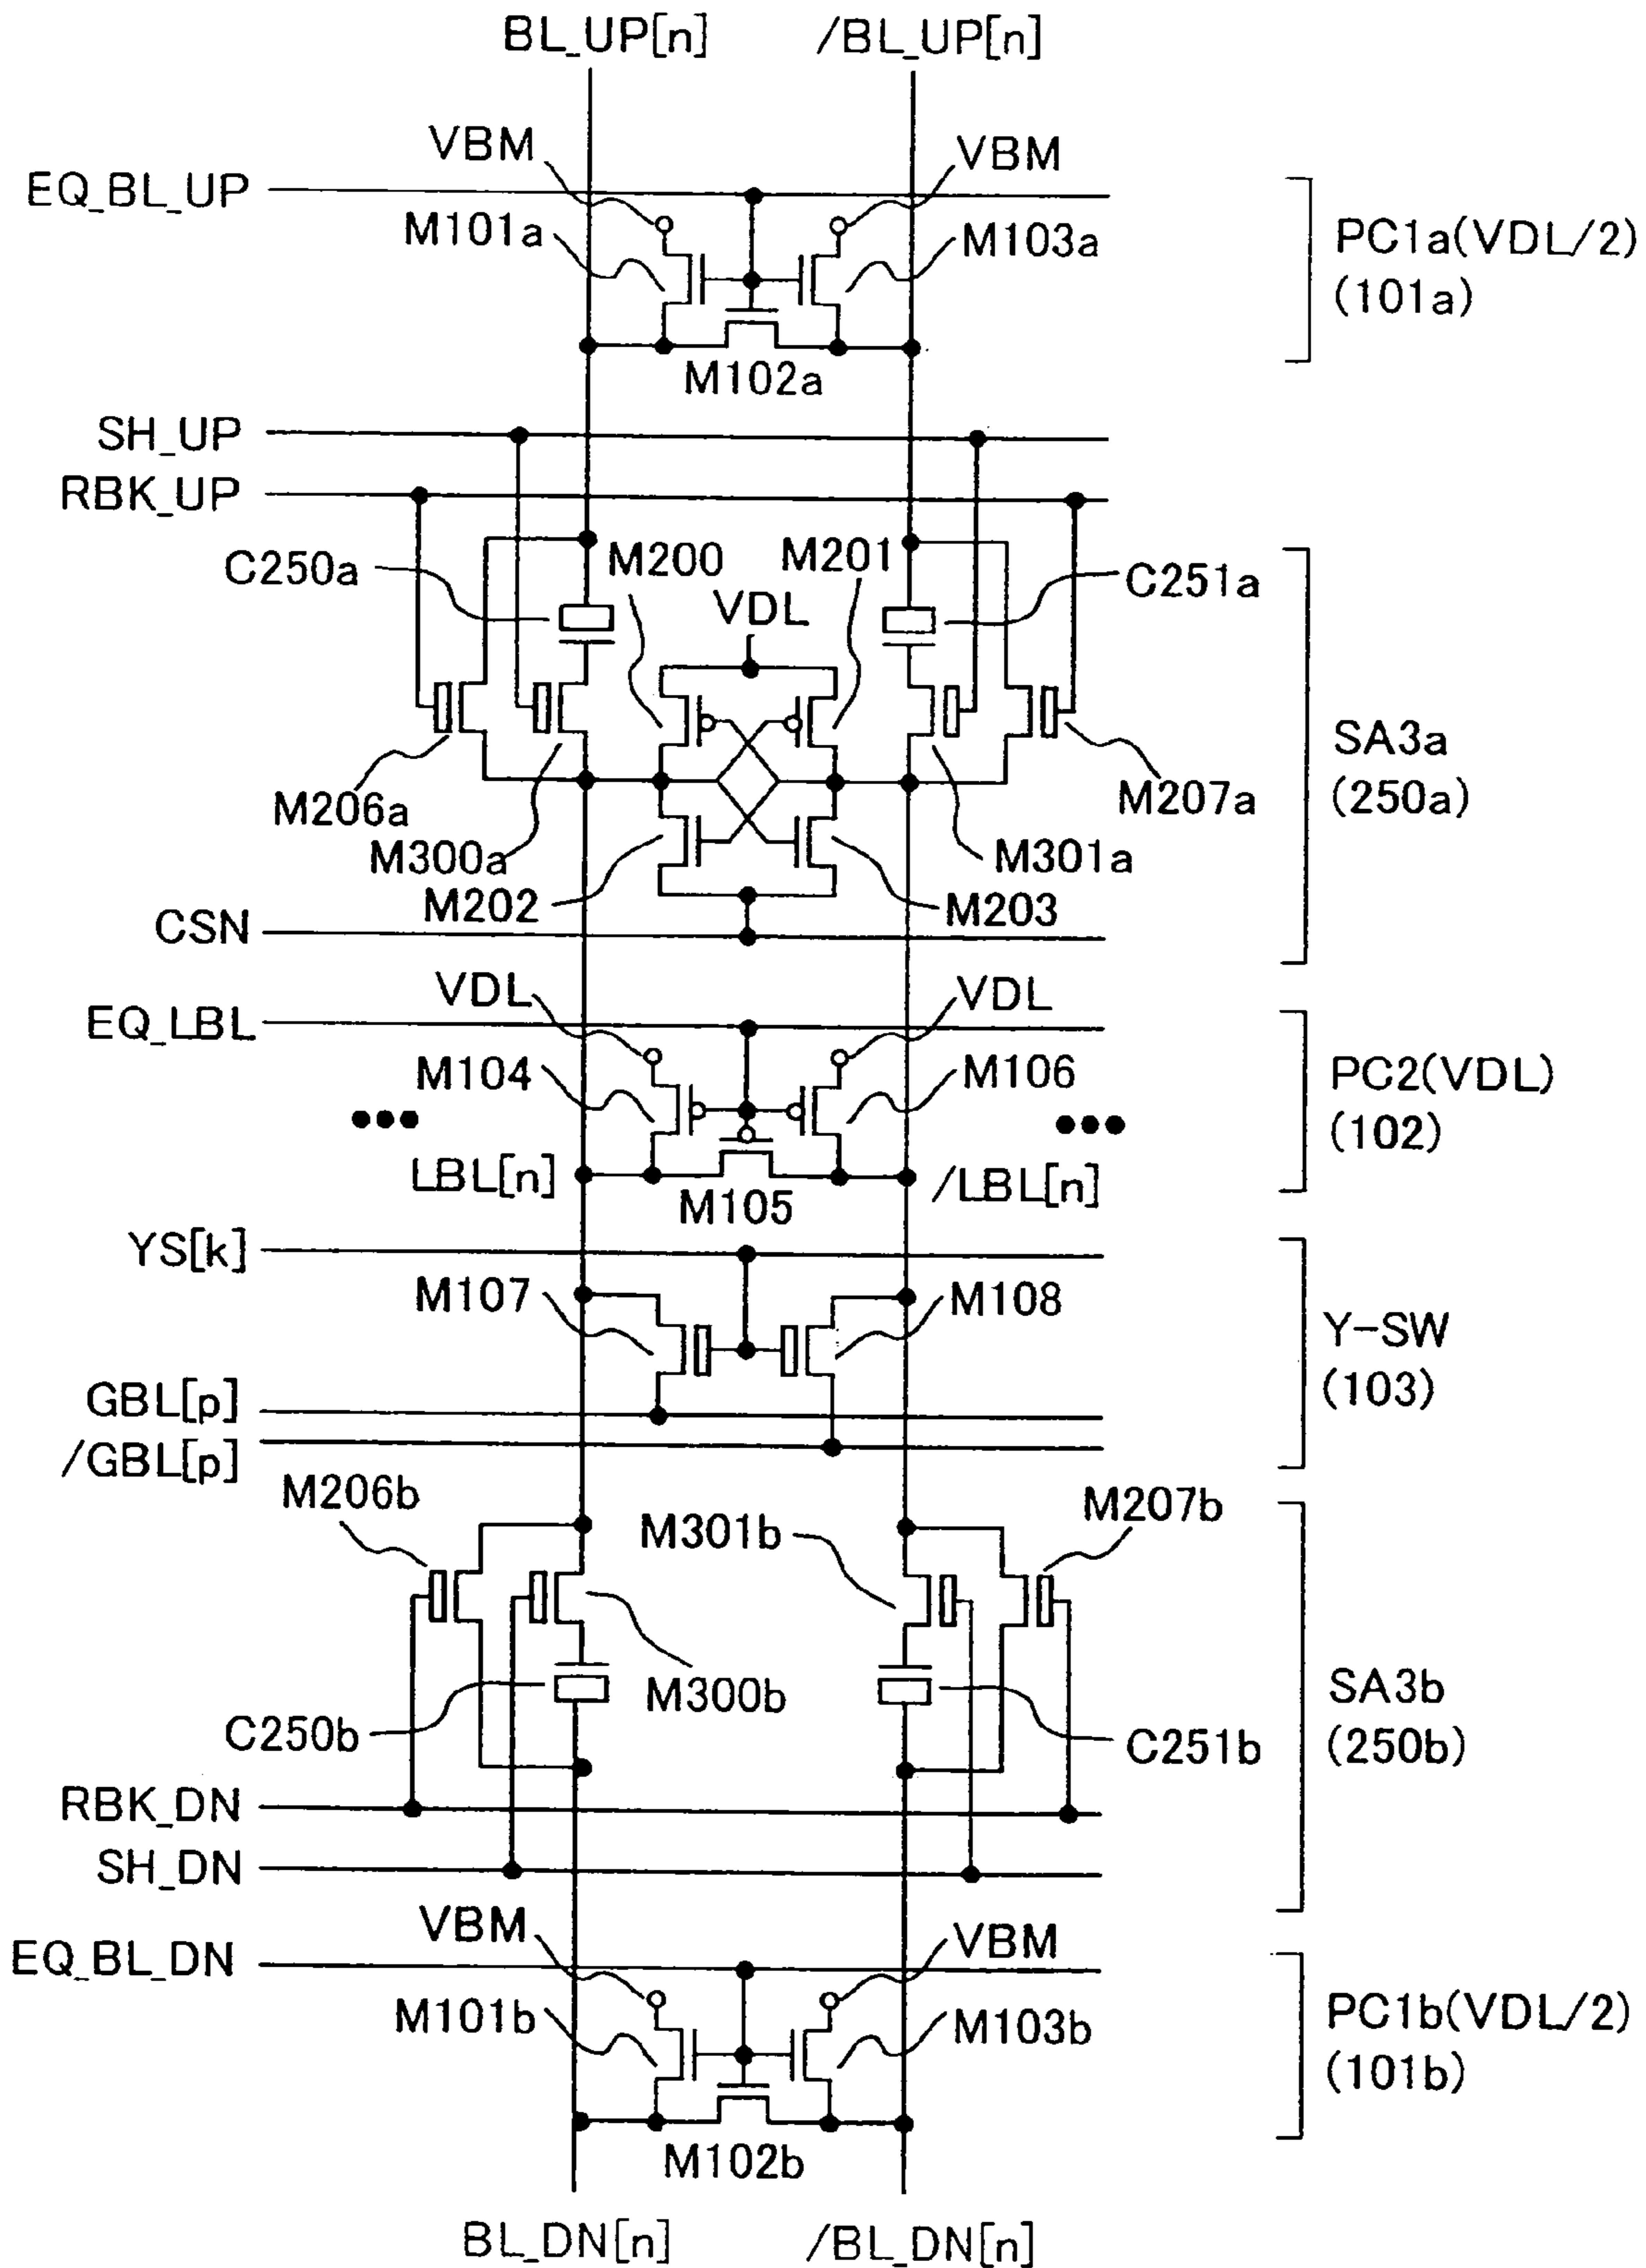 BL_UP[n] /BL_UP[n]
VBM VBM
EQ_BL_UP
M101a M103a
PC1a(VDL/2)
(101a)
M102a
SH_UP
RBK_UP
C250a M200 M201 C251a
VDL
SA3a
(250a)
M206a M207a
M300a M301a
M202 M203
CSN
VDL VDL
EQ_LBL
M104 M106
PC2(VDL)
(102)
LBL[n] /LBL[n]
M105
YS[k]
M107 M108
Y-SW
(103)
GBL[p]
/GBL[p]
M206b M207b
M301b
M300b
SA3b
(250b)
C250b C251b
RBK_DN
SH_DN
VBM VBM
EQ_BL_DN
M101b M103b
PC1b(VDL/2)
(101b)
M102b
BL_DN[n] /BL_DN[n]